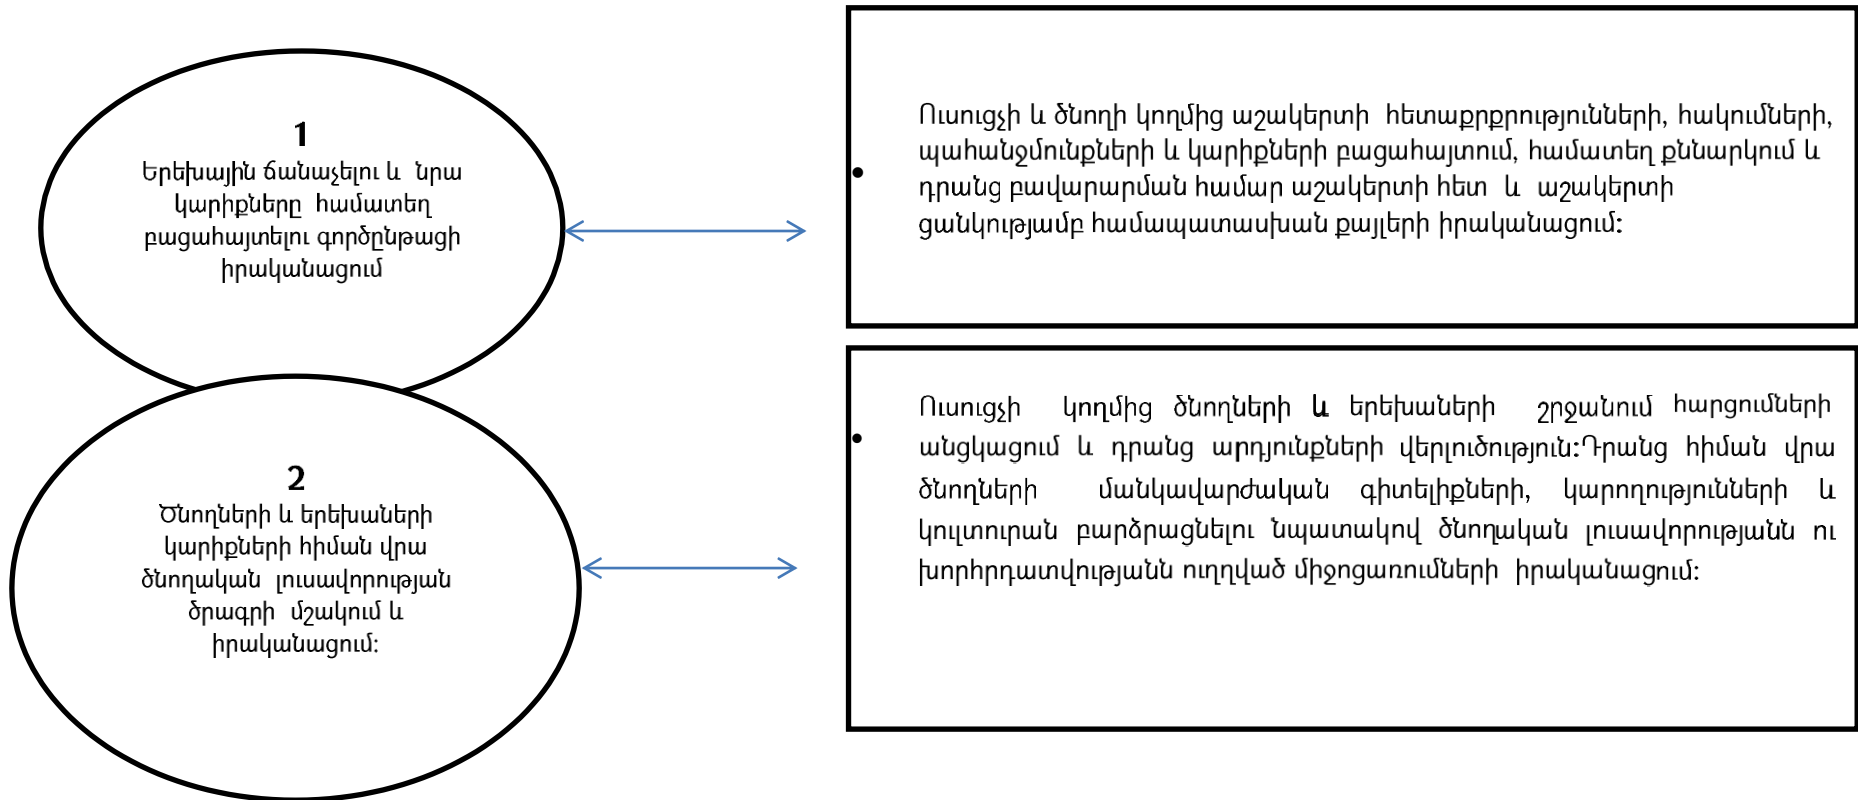 1
Երեխային ճանաչելու և նրա
կարիքները համատեղ
բացահայտելու գործընթացի
իրականացում
• Ուսուցչի և ծնողի կողմից աշակերտի հետաքրքրությունների, հակումների,
պահանջմունքների և կարիքների բացահայտում, համատեղ քննարկում և
դրանց բավարարման համար աշակերտի հետ և աշակերտի
ցանկությամբ համապատասխան քայլերի իրականացում:
2
Ծնողների և երեխաների
կարիքների հիման վրա
ծնողական լուսավորության
ծրագրի մշակում և
իրականացում:
• Ուսուցչի կողմից ծնողների և երեխաների շրջանում հարցումների
անցկացում և դրանց արդյունքների վերլուծություն:Դրանց հիման վրա
ծնողների մանկավարժական գիտելիքների, կարողությունների և
կուլտուրան բարձրացնելու նպատակով ծնողական լուսավորությանն ու
խորհրդատվությանն ուղղված միջոցառումների իրականացում: